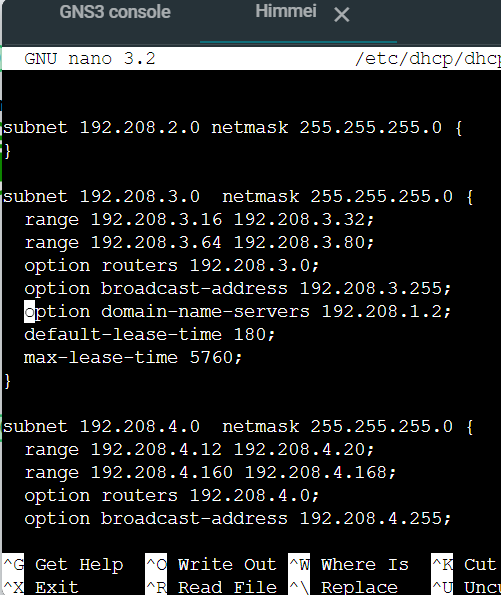 GNS3 console Himmei
GNU nano 3.2 /etc/dhcp/dhcp
subnet 192.208.2.0 netmask 255.255.255.0 {
}
subnet 192.208.3.0  netmask 255.255.255.0 {
  range 192.208.3.16 192.208.3.32;
  range 192.208.3.64 192.208.3.80;
  option routers 192.208.3.0;
  option broadcast-address 192.208.3.255;
  option domain-name-servers 192.208.1.2;
  default-lease-time 180;
  max-lease-time 5760;
}
subnet 192.208.4.0  netmask 255.255.255.0 {
  range 192.208.4.12 192.208.4.20;
  range 192.208.4.160 192.208.4.168;
  option routers 192.208.4.0;
  option broadcast-address 192.208.4.255;
^G Get Help ^O Write Out ^W Where Is ^K Cut
^X Exit ^R Read File ^\ Replace ^U Unc